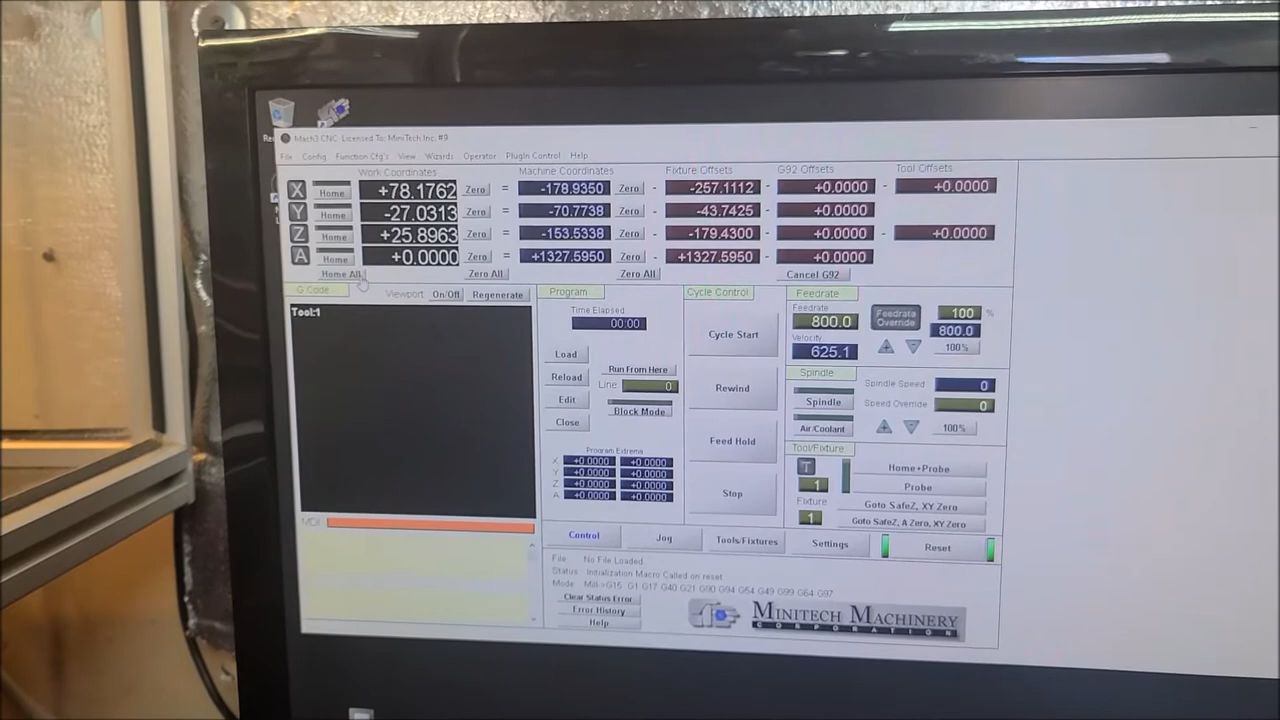 Mach3 CNC Licensed To: MiniTech Inc. #9
File Config Function Cfg's View Wizards Operator PlugIn Control Help
Work Coordinates Machine Coordinates Fixture Offsets G92 Offsets Tool Offsets
X Home +78.1762 Zero = -178.9350 Zero - -257.1112 - +0.0000 - +0.0000
Y Home -27.0313 Zero = -70.7738 Zero - -43.7425 - +0.0000
Z Home +25.8963 Zero = -153.5338 Zero - -179.4300 - +0.0000 - +0.0000
A Home +0.0000 Zero = +1327.5950 Zero - +1327.5950 - +0.0000
Home All Zero All Zero All Cancel G92
G Code Viewport On/Off Regenerate
Tool:1
MDI
Program
Time Elapsed
00:00
Load
Reload
Edit
Close
Run From Here
Line: 0
Block Mode
Program Extrema
X +0.0000 +0.0000
Y +0.0000 +0.0000
Z +0.0000 +0.0000
A +0.0000 +0.0000
Cycle Control
Cycle Start
Rewind
Feed Hold
Stop
Feedrate
Feedrate
800.0
Velocity
625.1
Feedrate Override
100 %
800.0
100%
Spindle
Spindle
Air/Coolant
Spindle Speed 0
Speed Override 0
100%
Tool/Fixture
T
1
Fixture
1
Home+Probe
Probe
Goto SafeZ, XY Zero
Goto SafeZ, A Zero, XY Zero
Control Jog Tools/Fixtures Settings Reset
File No File Loaded.
Status Initialization Macro Called on reset
Mode Mill->G15 G1 G17 G40 G21 G90 G94 G54 G49 G99 G64 G97
Clear Status Error
Error History
Help
MINITECH MACHINERY
CORPORATION